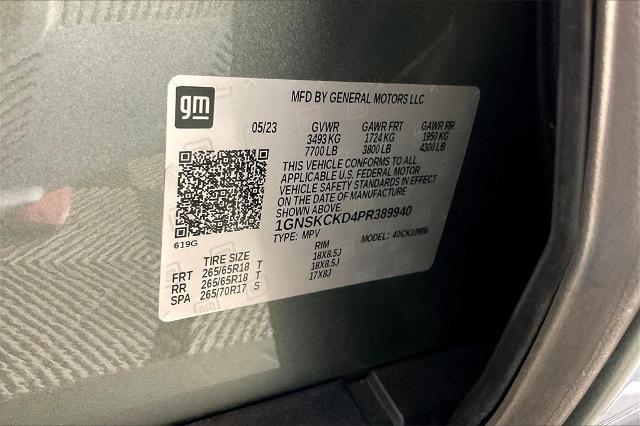 gm
MFD BY GENERAL MOTORS LLC
05/23 GVWR GAWR FRT GAWR RR
3493 KG 1724 KG 1950 KG
7700 LB 3800 LB 4300 LB
THIS VEHICLE CONFORMS TO ALL
APPLICABLE U.S. FEDERAL MOTOR
VEHICLE SAFETY STANDARDS IN EFFECT
ON THE DATE OF MANUFACTURE
SHOWN ABOVE.
1GNSKCKD4PR389940
619G
TYPE: MPV MODEL: 40CK10906
TIRE SIZE RIM
FRT 265/65R18 T 18X8.5J
RR 265/65R18 T 18X8.5J
SPA 265/70R17 S 17X8J